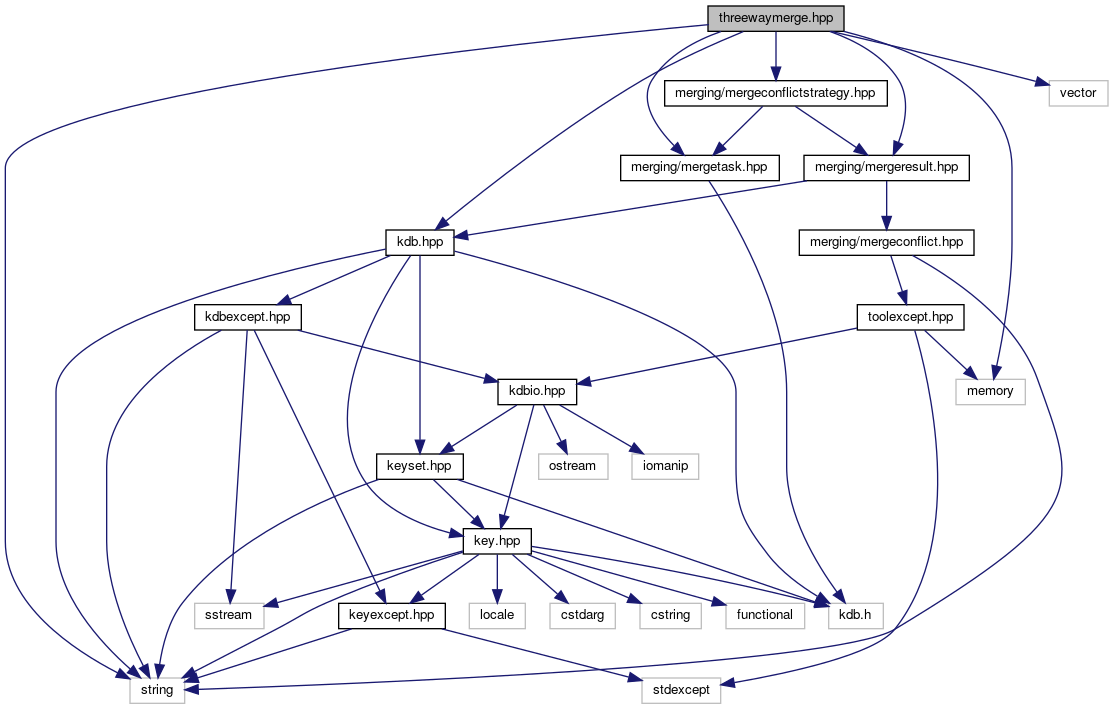 threewaymerge.hpp
merging/mergeconflictstrategy.hpp
vector
merging/mergetask.hpp
merging/mergeresult.hpp
kdb.hpp
merging/mergeconflict.hpp
kdbexcept.hpp
toolexcept.hpp
kdbio.hpp
memory
keyset.hpp
ostream
iomanip
key.hpp
sstream
keyexcept.hpp
locale
cstdarg
cstring
functional
kdb.h
string
stdexcept